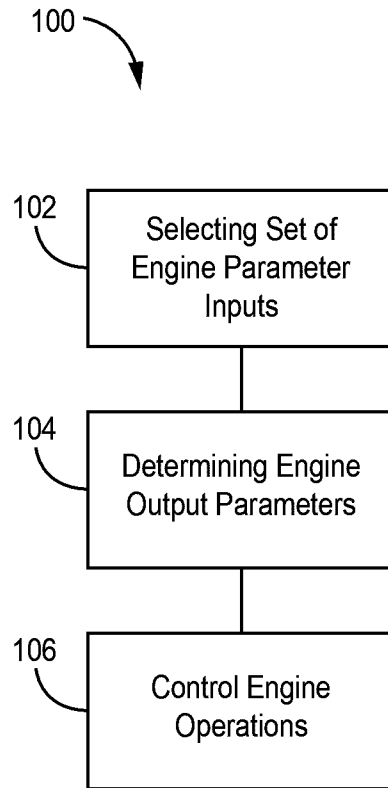 100
102
Selecting Set of
Engine Parameter
Inputs
104
Determining Engine
Output Parameters
106
Control Engine
Operations